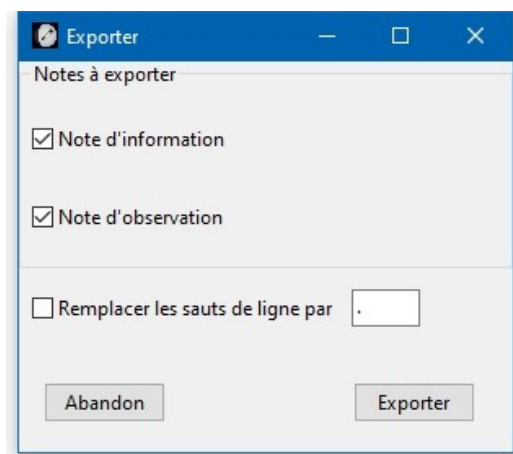 Exporter
Notes à exporter
Note d'information
Note d'observation
Remplacer les sauts de ligne par .
Abandon Exporter